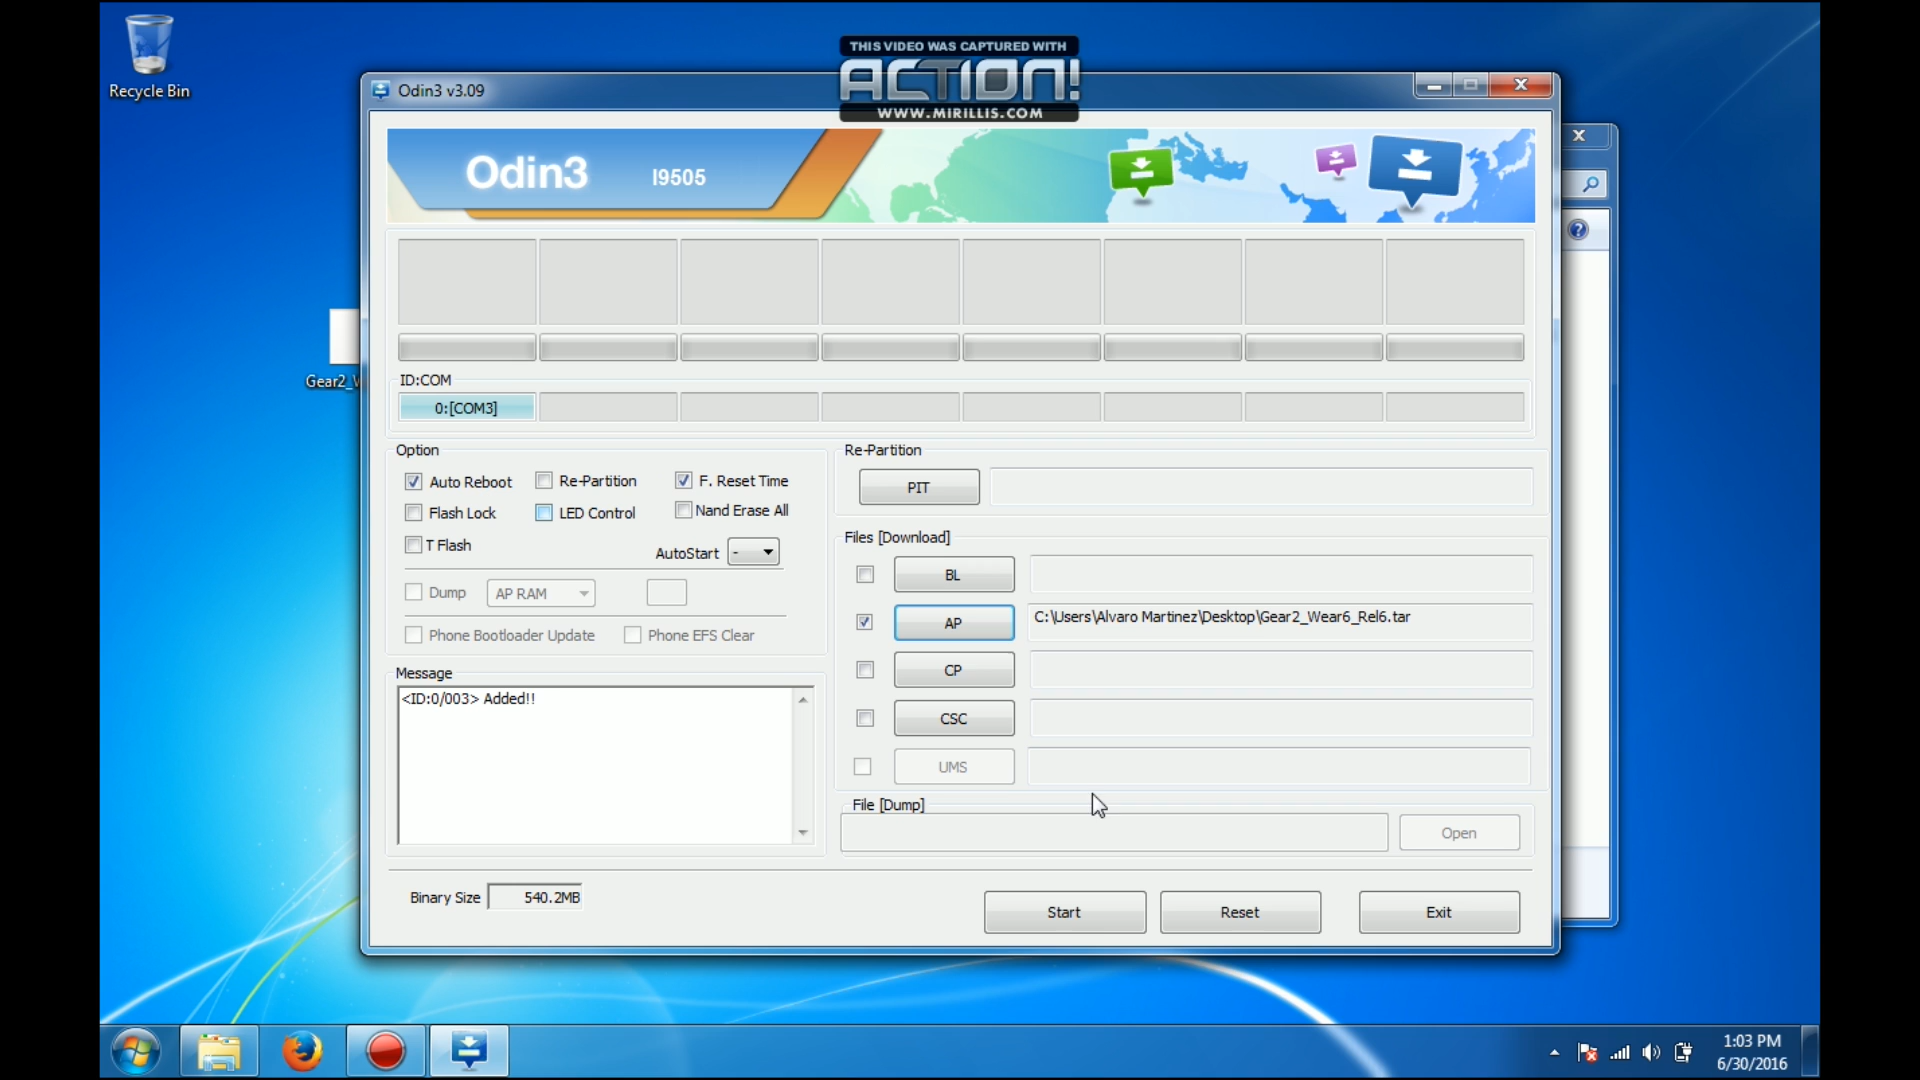 Recycle Bin
THIS VIDEO WAS CAPTURED WITH
ACTION!
WWW.MIRILLIS.COM
Odin3 v3.09
Odin3
I9505
Gear2_W
ID:COM
0:[COM3]
Option
Auto Reboot
Re-Partition
F. Reset Time
Flash Lock
LED Control
Nand Erase All
T Flash
AutoStart
-
Dump
AP RAM
Phone Bootloader Update
Phone EFS Clear
Message
<ID:0/003> Added!!
Re-Partition
PIT
Files [Download]
BL
AP
C:\Users\Alvaro Martinez\Desktop\Gear2_Wear6_Rel6.tar
CP
CSC
UMS
File [Dump]
Open
Binary Size
540.2MB
Start
Reset
Exit
1:03 PM
6/30/2016